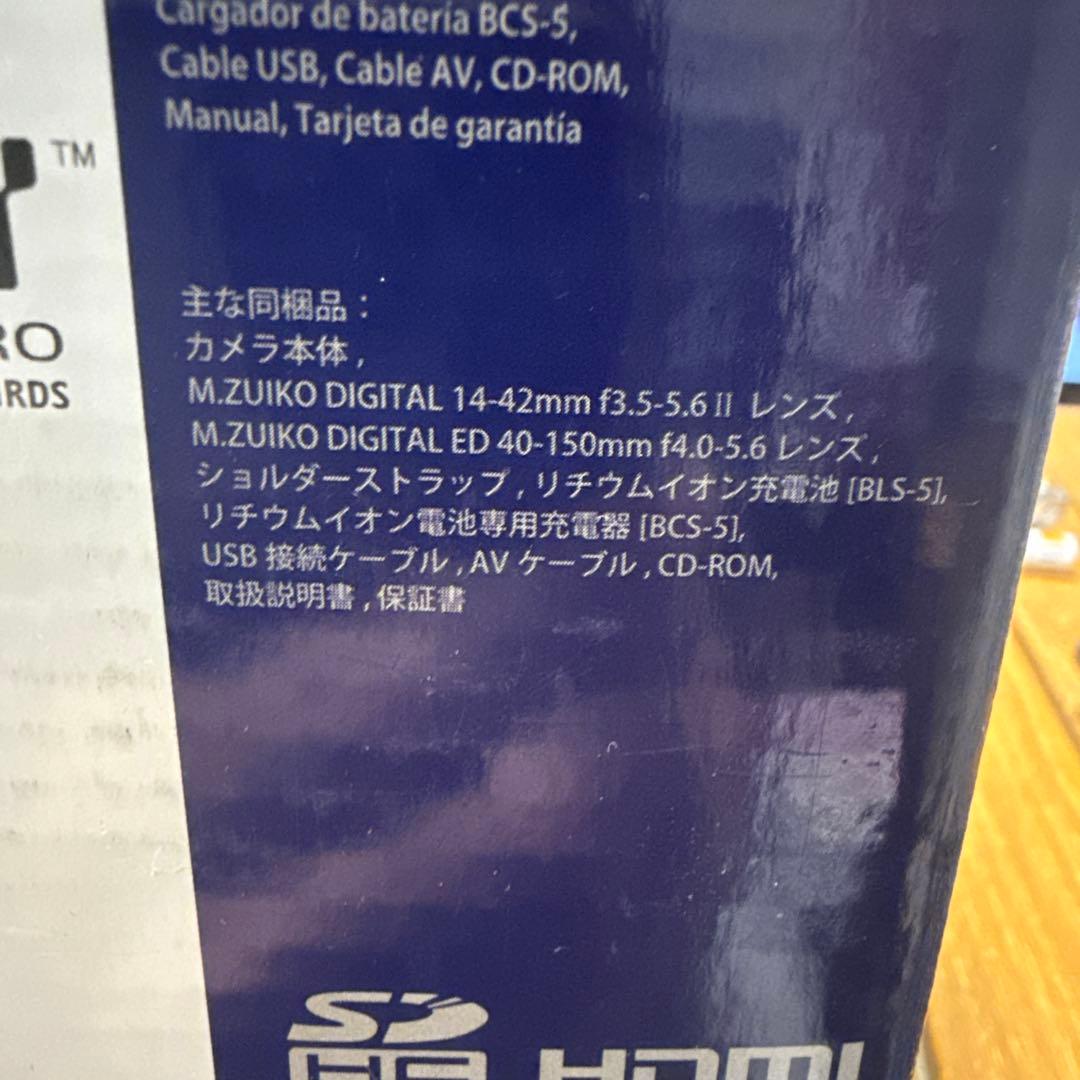 Cargador de batería BCS-5,
Cable USB, Cable AV, CD-ROM,
Manual, Tarjeta de garantía
TM
主な同梱品：
カメラ本体,
M.ZUIKO DIGITAL 14-42mm f3.5-5.6 II レンズ,
M.ZUIKO DIGITAL ED 40-150mm f4.0-5.6 レンズ,
ショルダーストラップ, リチウムイオン充電池 [BLS-5],
リチウムイオン電池専用充電器 [BCS-5],
USB 接続ケーブル, AV ケーブル, CD-ROM,
取扱説明書, 保証書
SD
HDMI